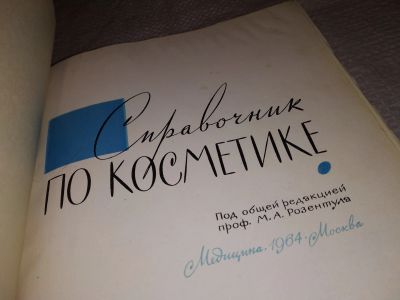 Справочник
ПО КОСМЕТИКЕ
Под общей редакцией
проф. М. А. Розентула
Медицина · 1964 · Москва